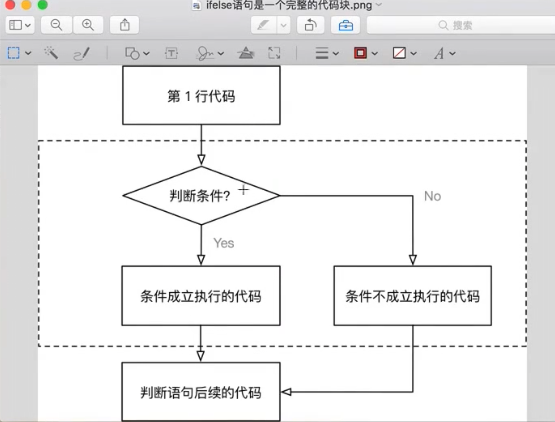 ifelse语句是一个完整的代码块.png
搜索
A
第 1 行代码
判断条件?
No
Yes
条件成立执行的代码
条件不成立执行的代码
判断语句后续的代码